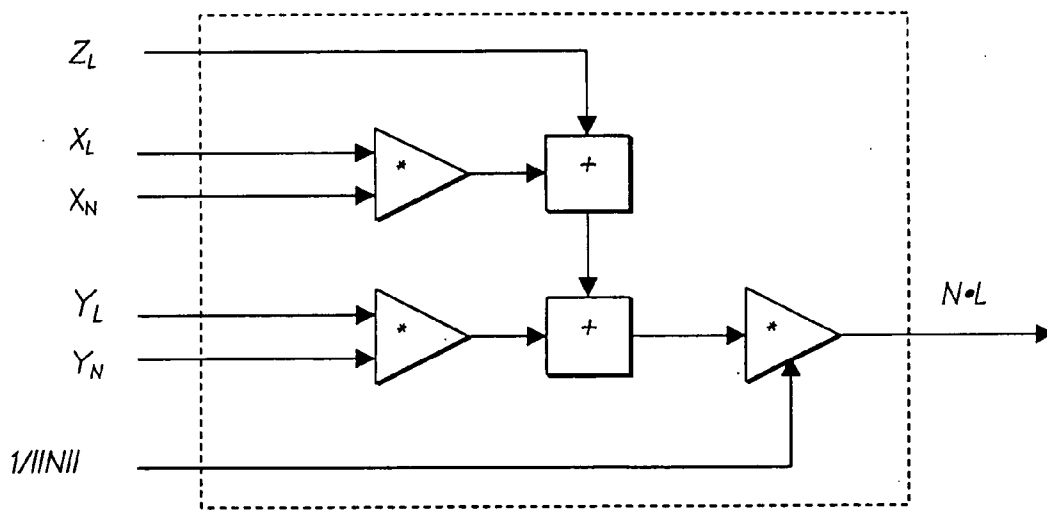 Z_L
X_L
*
+
X_N
Y_L
*
+
*
N•L
Y_N
1/||N||